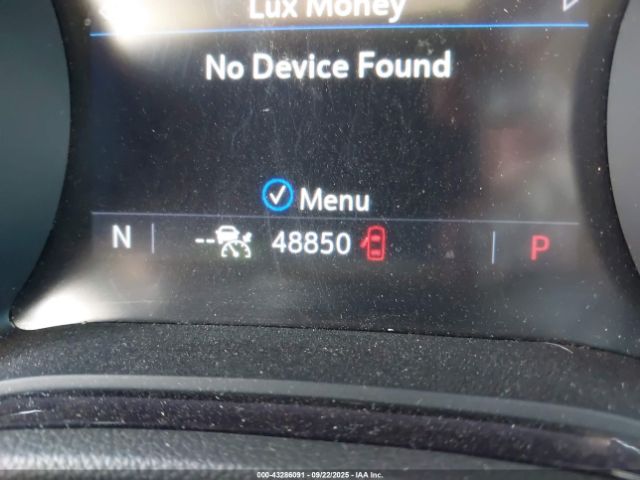 Lux Money
No Device Found
Menu
N -- 48850 P
000-43286091 - 09/22/2025 - IAA Inc.